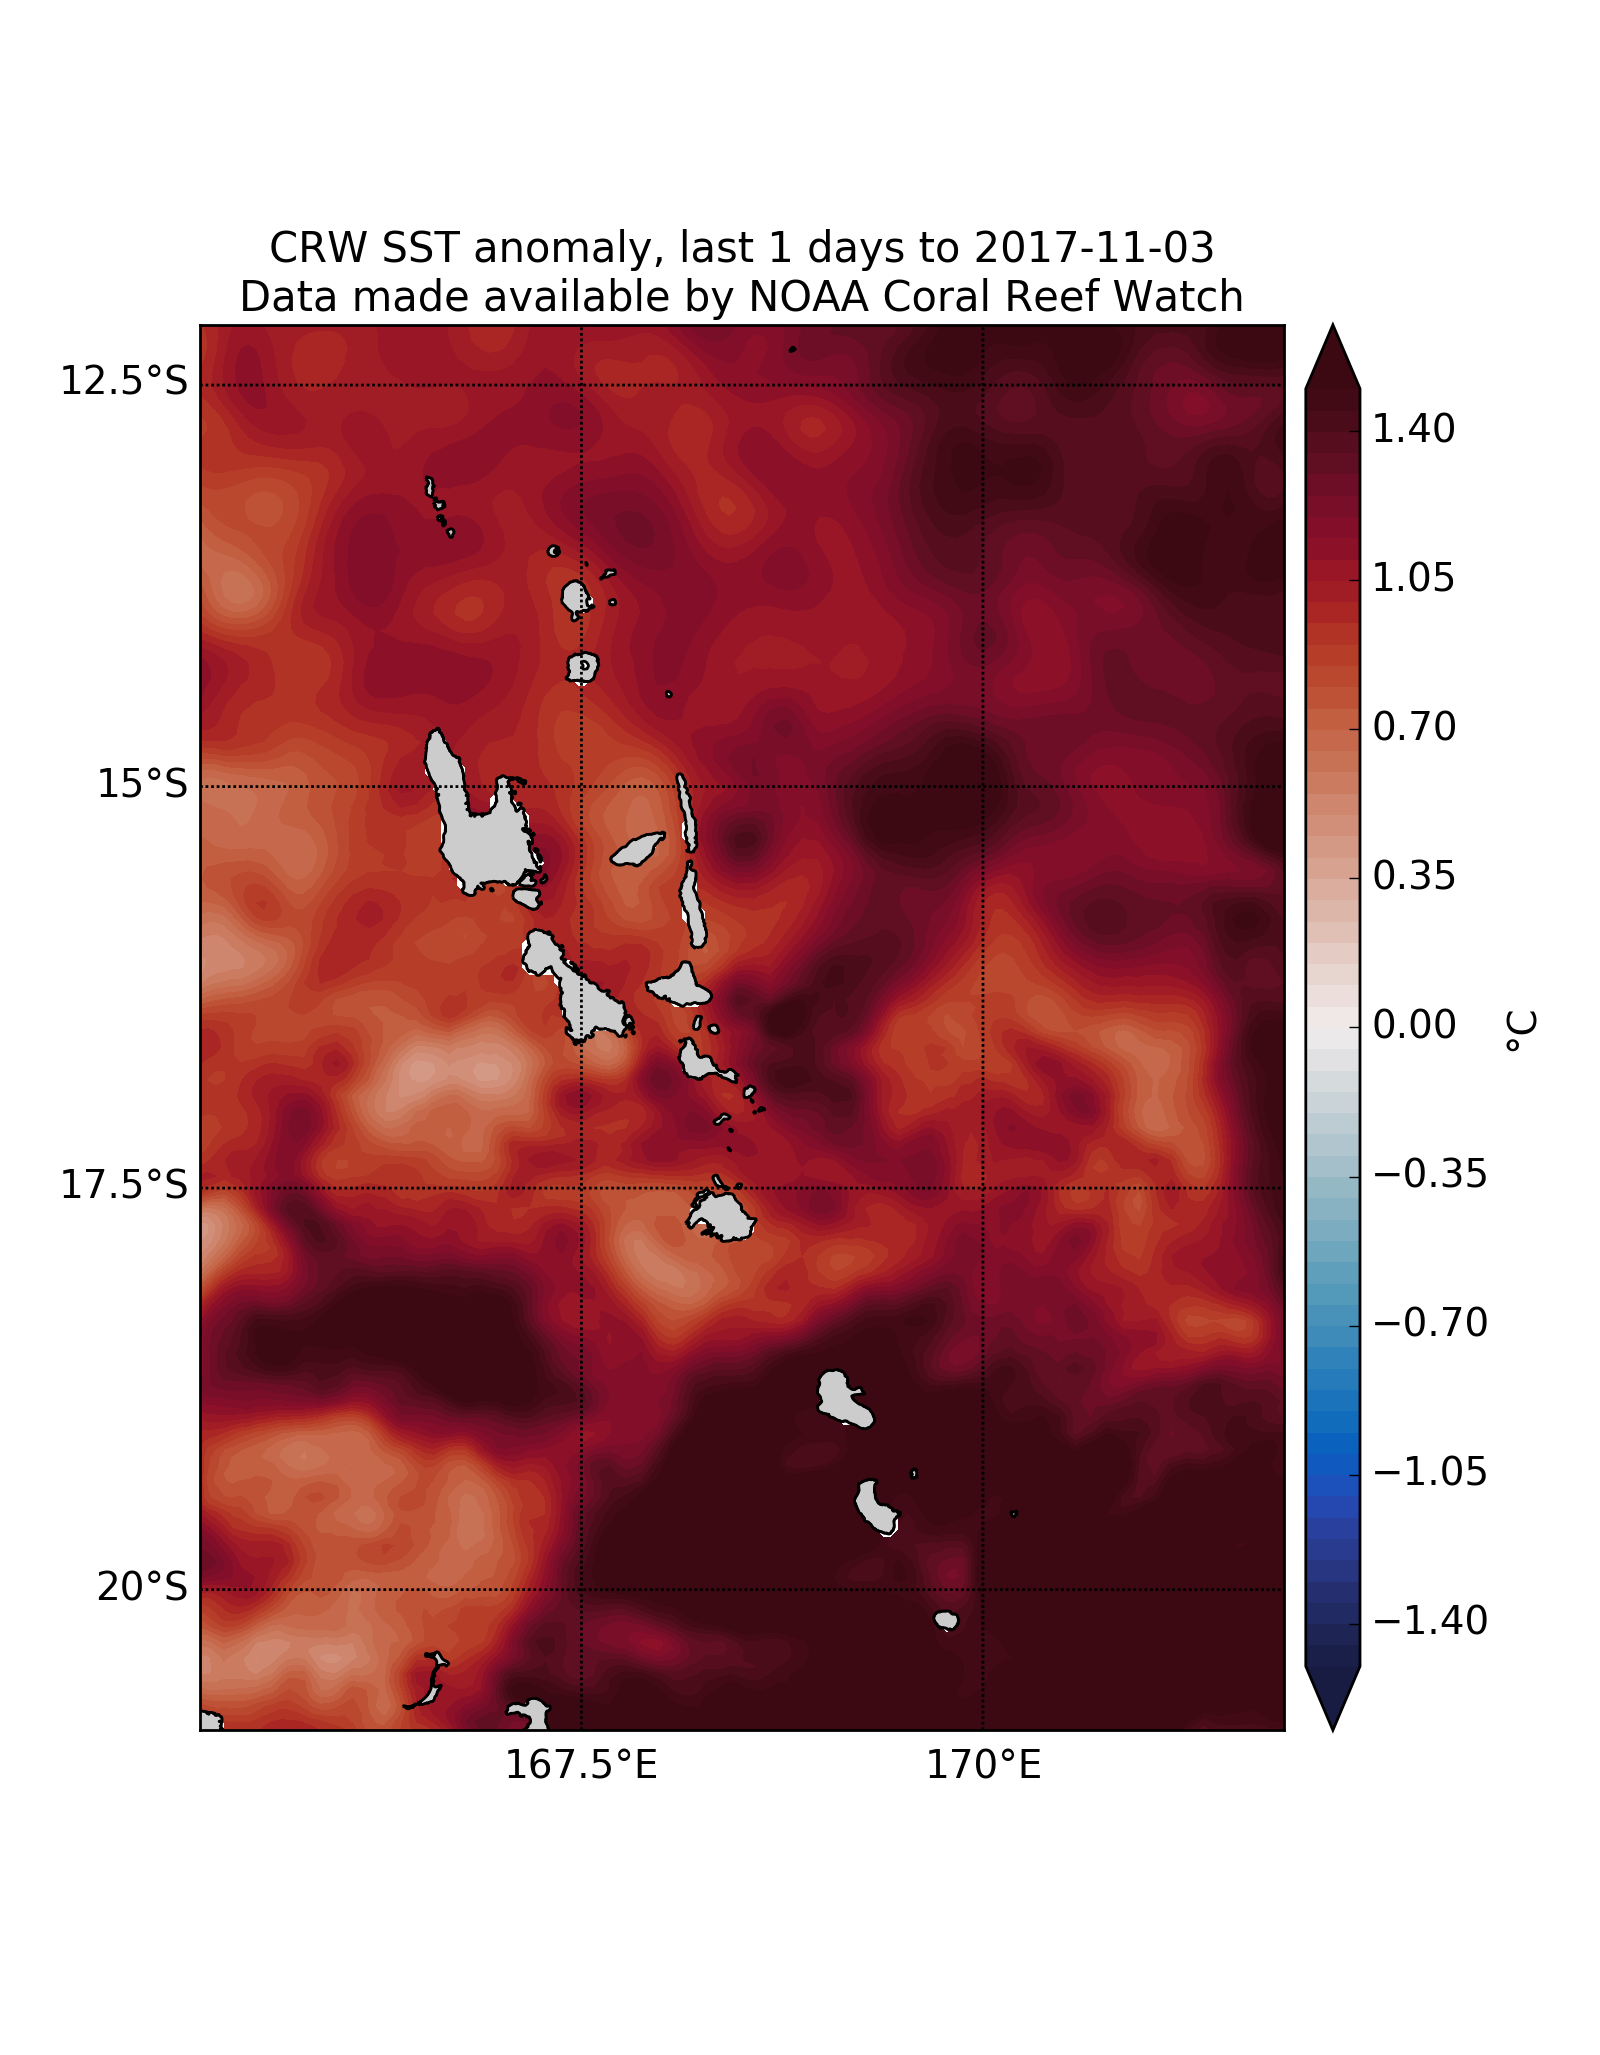 CRW SST anomaly, last 1 days to 2017-11-03
Data made available by NOAA Coral Reef Watch
12.5°S
15°S
17.5°S
20°S
167.5°E
170°E
1.40
1.05
0.70
0.35
0.00
−0.35
−0.70
−1.05
−1.40
°C